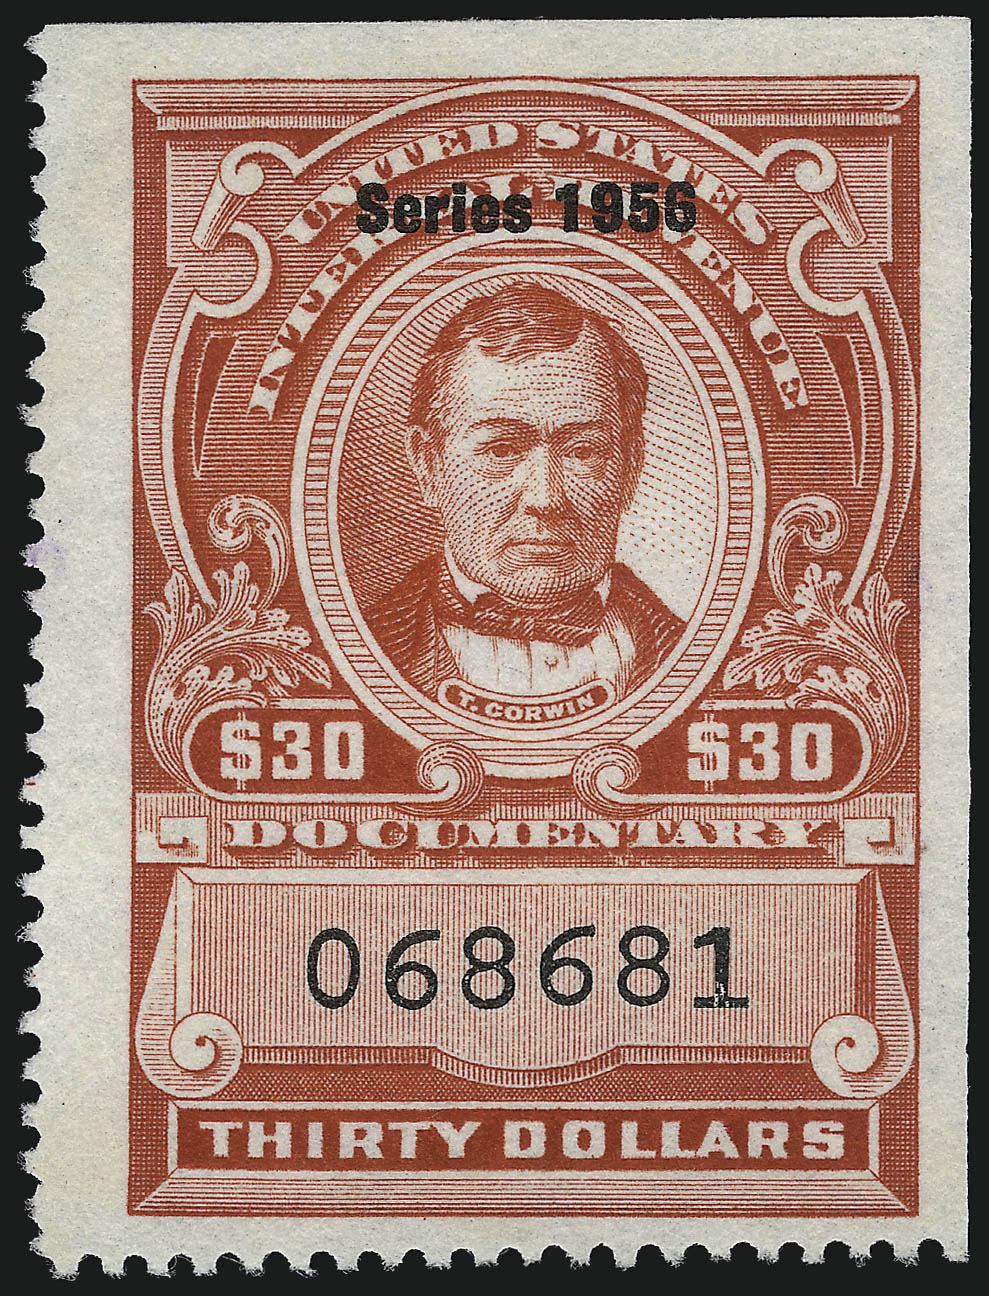 UNITED STATES
Series 1956
INTERNAL REVENUE
T. CORWIN
$30 $30
DOCUMENTARY
068681
THIRTY DOLLARS